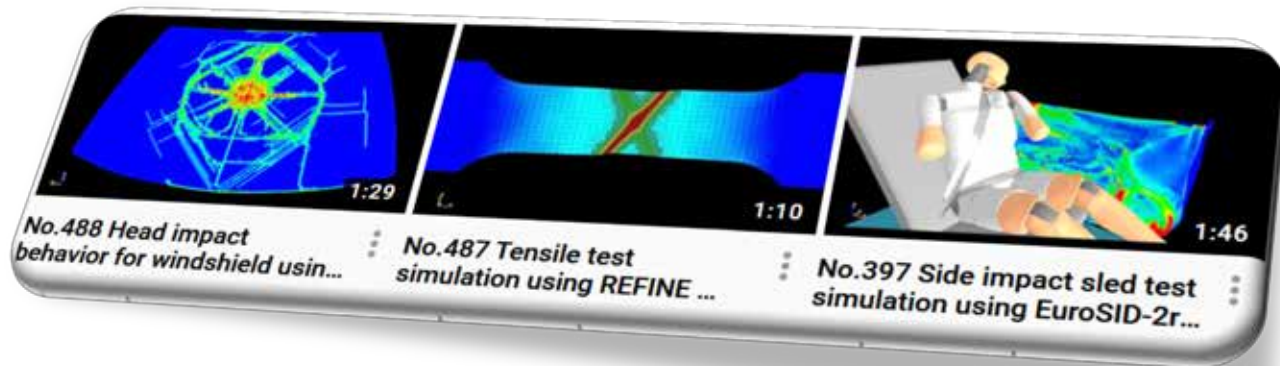 1:29
No.488 Head impact
behavior for windshield usin...
1:10
No.487 Tensile test
simulation using REFINE ...
1:46
No.397 Side impact sled test
simulation using EuroSID-2r...